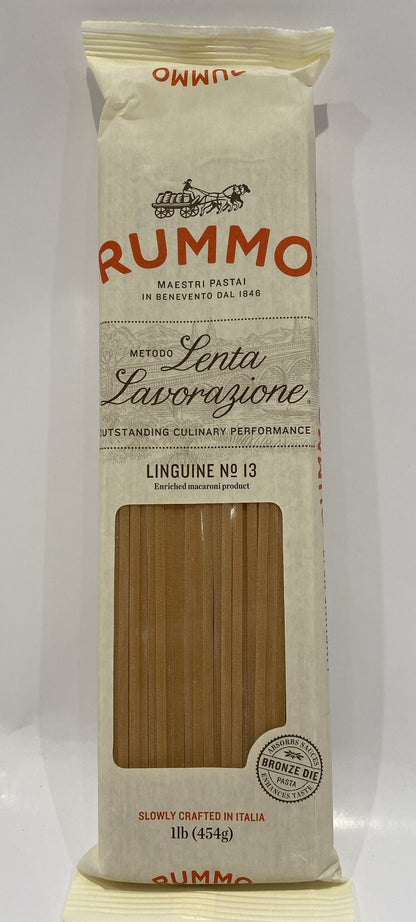 RUMMO
RUMMO
MAESTRI PASTAI
IN BENEVENTO DAL 1846
METODO Lenta
Lavorazione
OUTSTANDING CULINARY PERFORMANCE
LINGUINE Nº 13
Enriched macaroni product
ABSORBS SAUCES
BRONZE DIE
PASTA
ENHANCES TASTE
SLOWLY CRAFTED IN ITALIA
1lb (454g)
RUMMO